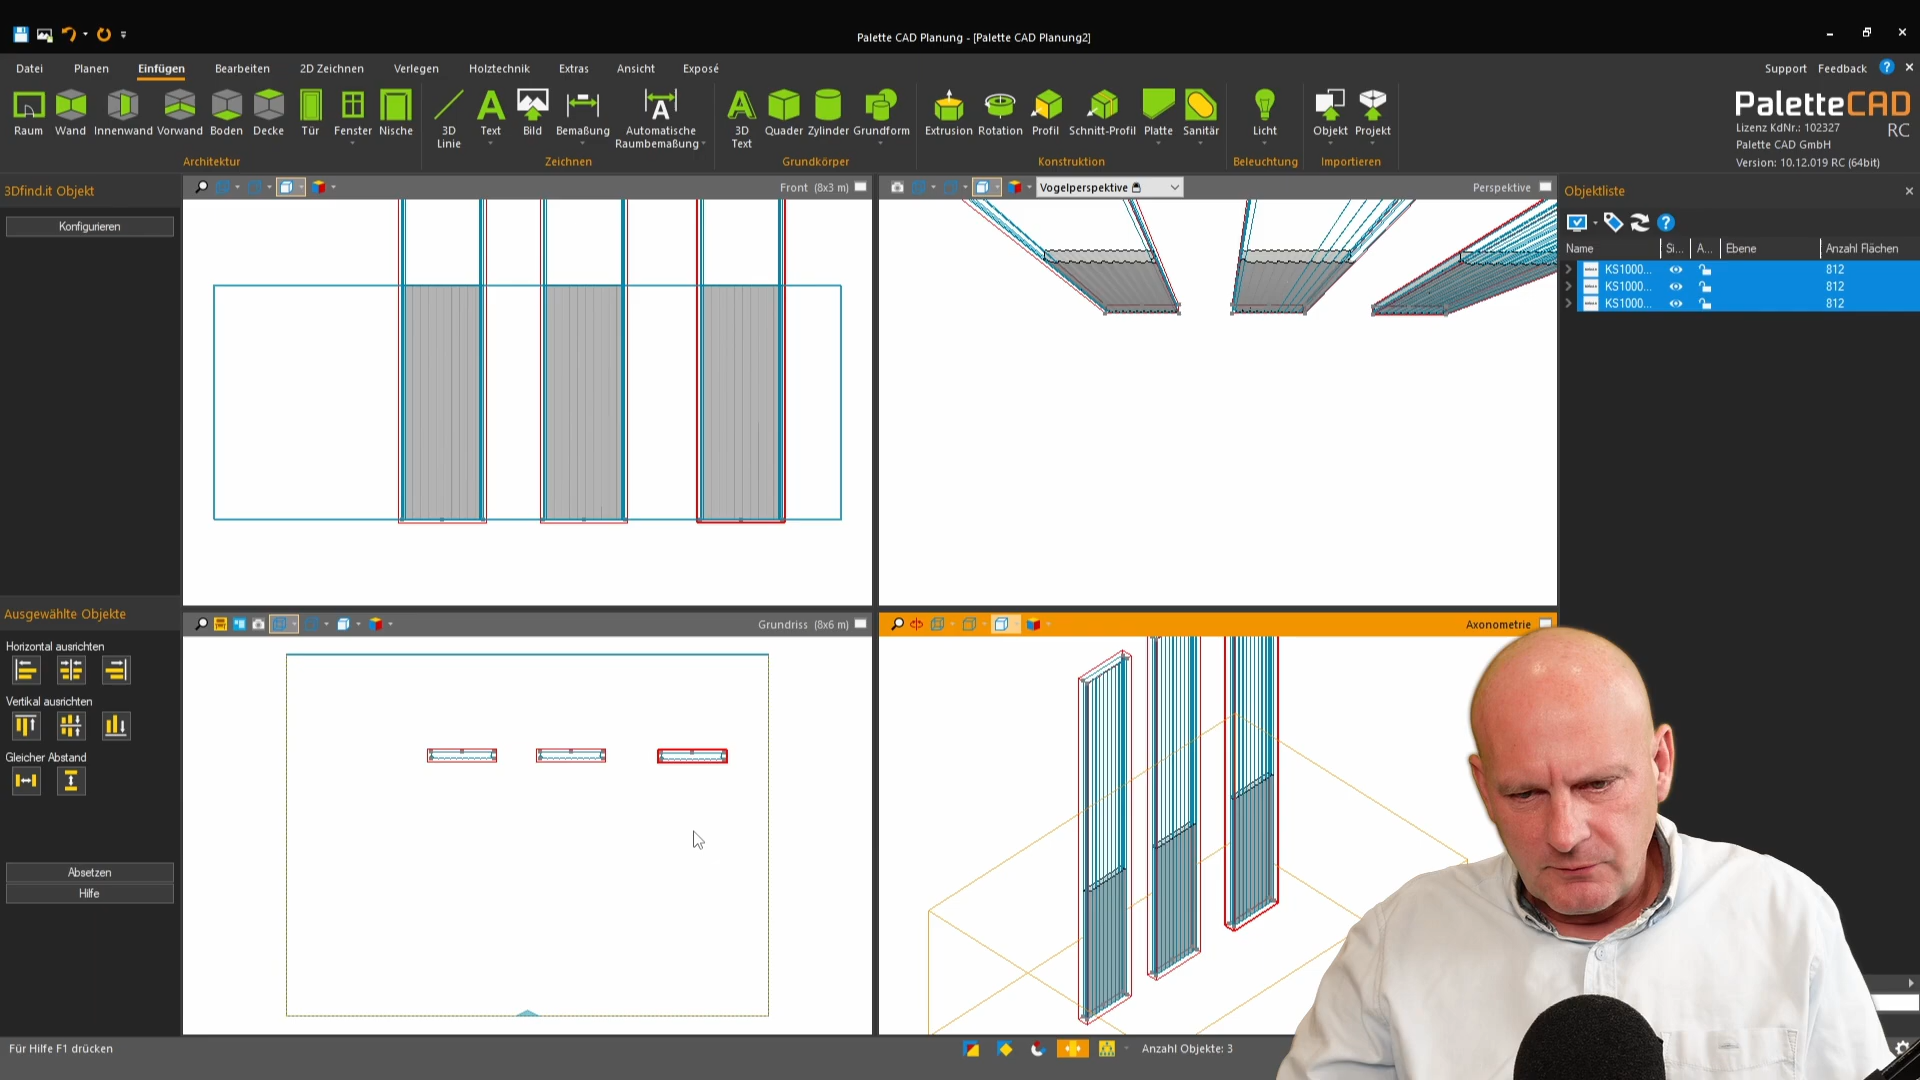 Palette CAD Planung - [Palette CAD Planung2]
Datei Planen Einfügen Bearbeiten 2D Zeichnen Verlegen Holztechnik Extras Ansicht Exposé
Support Feedback
Raum Wand Innenwand Vorwand Boden Decke Tür Fenster Nische
3D Linie Text Bild Bemaßung Automatische Raumbemaßung
3D Text Quader Zylinder Grundform
Extrusion Rotation Profil Schnitt-Profil Platte Sanitär
Licht Objekt Projekt
Architektur Zeichnen Grundkörper Konstruktion Beleuchtung Importieren
PaletteCAD
RC
Lizenz KdNr.: 102327
Palette CAD GmbH
Version: 10.12.019 RC (64bit)
3Dfind.it Objekt
Konfigurieren
Front (8x3 m)
Vogelperspektive
Perspektive
Objektliste
Name Si... A... Ebene Anzahl Flächen
KS1000... 812
KS1000... 812
KS1000... 812
Ausgewählte Objekte
Horizontal ausrichten
Vertikal ausrichten
Gleicher Abstand
Absetzen
Hilfe
Grundriss (8x6 m)
Axonometrie
Für Hilfe F1 drücken
Anzahl Objekte: 3